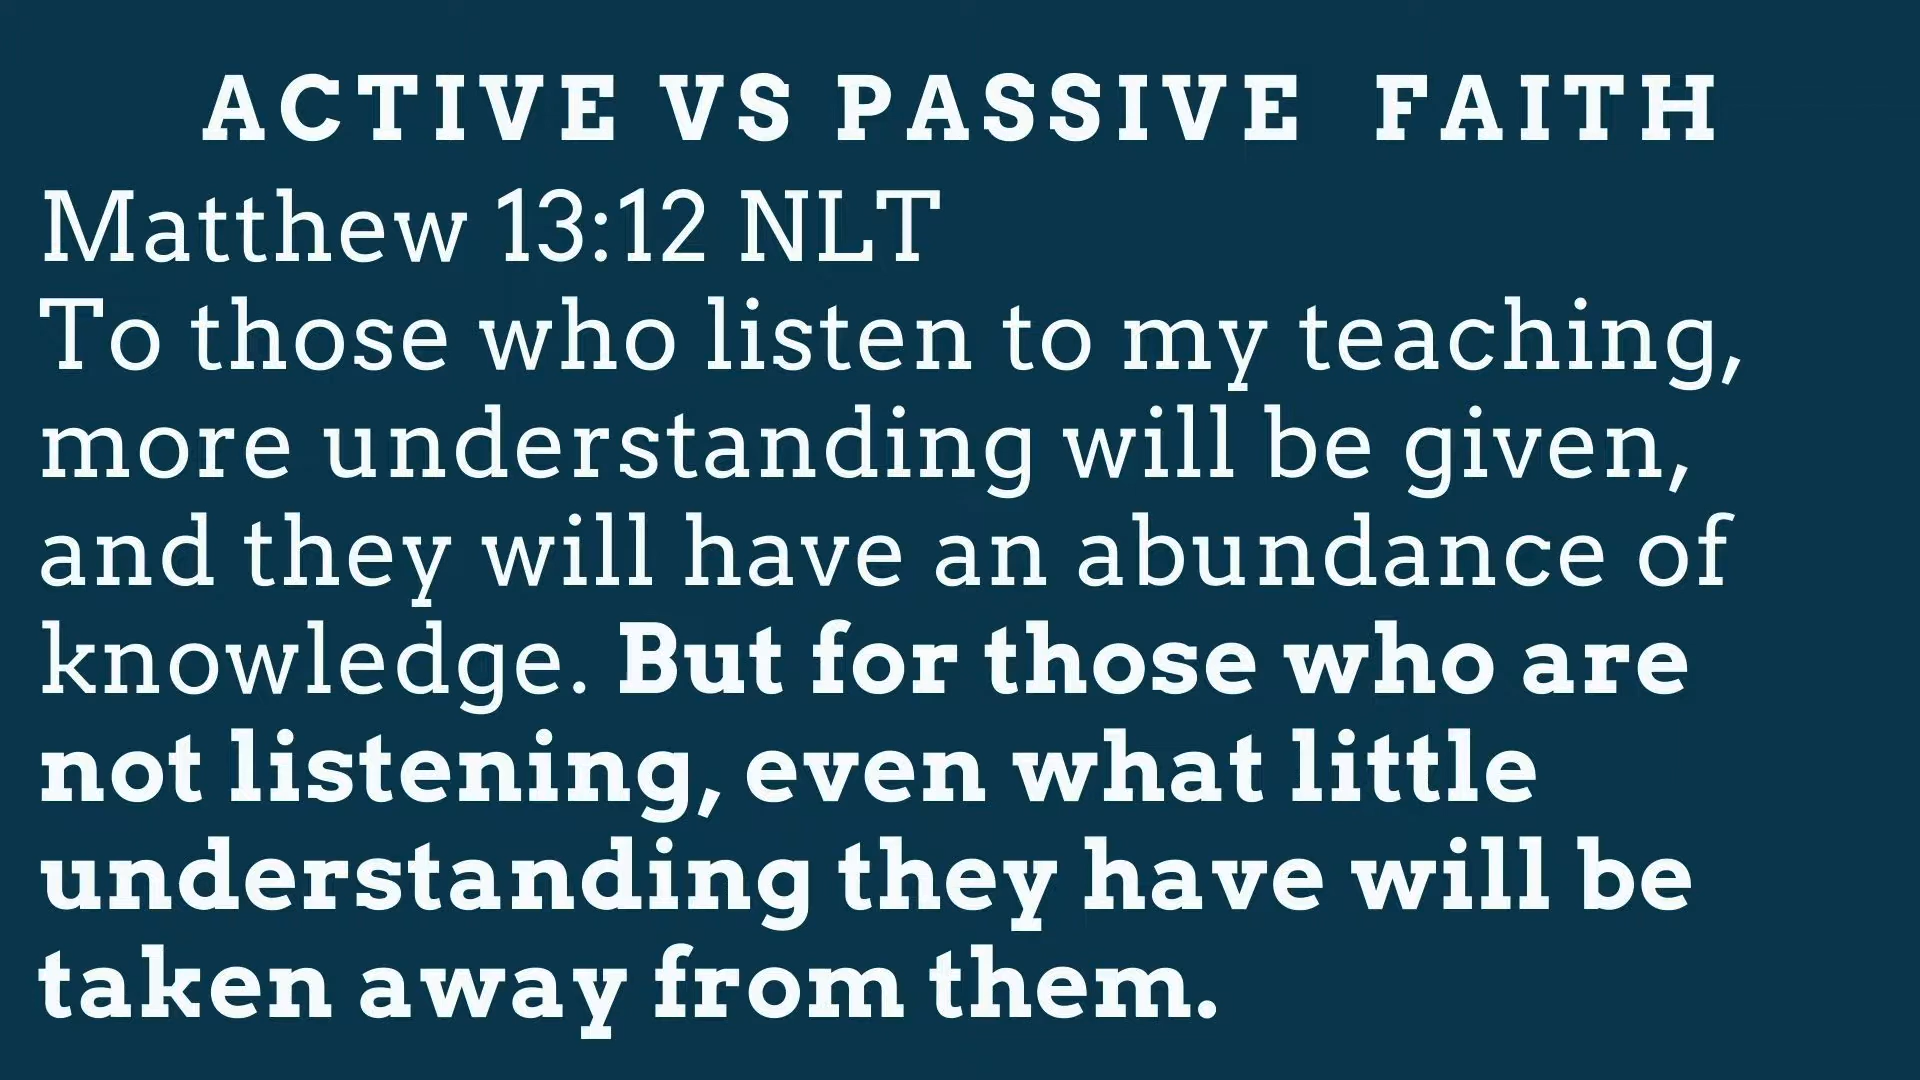 ACTIVE VS PASSIVE FAITH
Matthew 13:12 NLT
To those who listen to my teaching,
more understanding will be given,
and they will have an abundance of
knowledge. But for those who are
not listening, even what little
understanding they have will be
taken away from them.